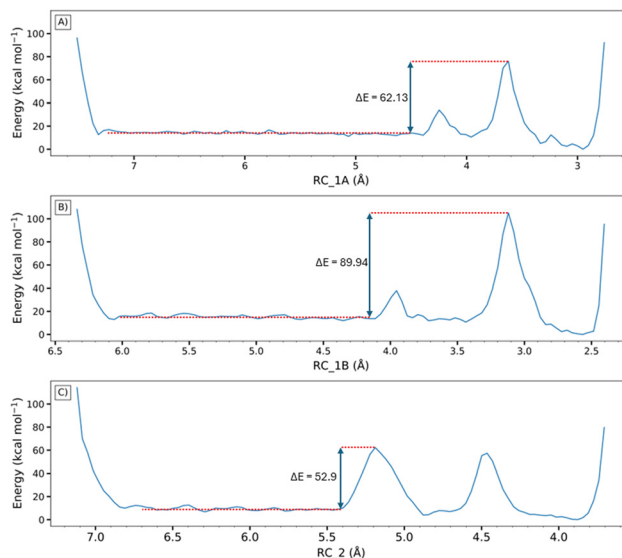 A)
Energy (kcal mol⁻¹)
100
80
60
40
20
0
ΔE = 62.13
7 6 5 4 3
RC_1A (Å)
B)
Energy (kcal mol⁻¹)
100
80
60
40
20
0
ΔE = 89.94
6.5 6.0 5.5 5.0 4.5 4.0 3.5 3.0 2.5
RC_1B (Å)
C)
Energy (kcal mol⁻¹)
100
80
60
40
20
0
ΔE = 52.9
7.0 6.5 6.0 5.5 5.0 4.5 4.0
RC_2 (Å)